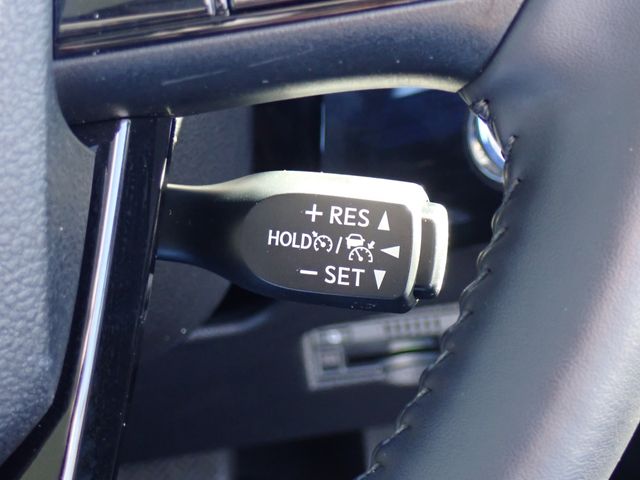 + RES ▲
HOLD / ◀
− SET ▼